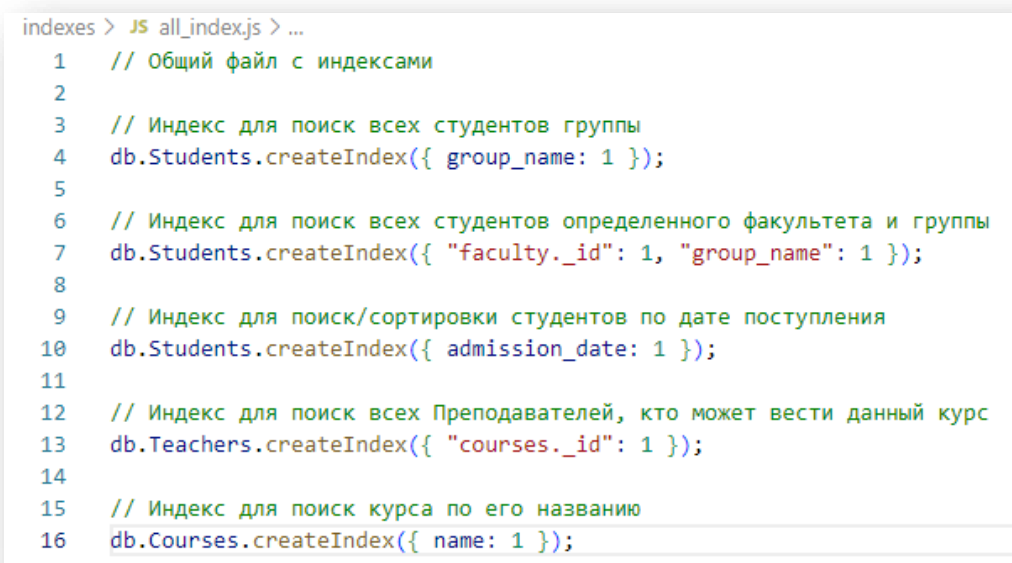 indexes > JS all_index.js > ...
1 // Общий файл с индексами
2
3 // Индекс для поиск всех студентов группы
4 db.Students.createIndex({ group_name: 1 });
5
6 // Индекс для поиск всех студентов определенного факультета и группы
7 db.Students.createIndex({ "faculty._id": 1, "group_name": 1 });
8
9 // Индекс для поиск/сортировки студентов по дате поступления
10 db.Students.createIndex({ admission_date: 1 });
11
12 // Индекс для поиск всех Преподавателей, кто может вести данный курс
13 db.Teachers.createIndex({ "courses._id": 1 });
14
15 // Индекс для поиск курса по его названию
16 db.Courses.createIndex({ name: 1 });